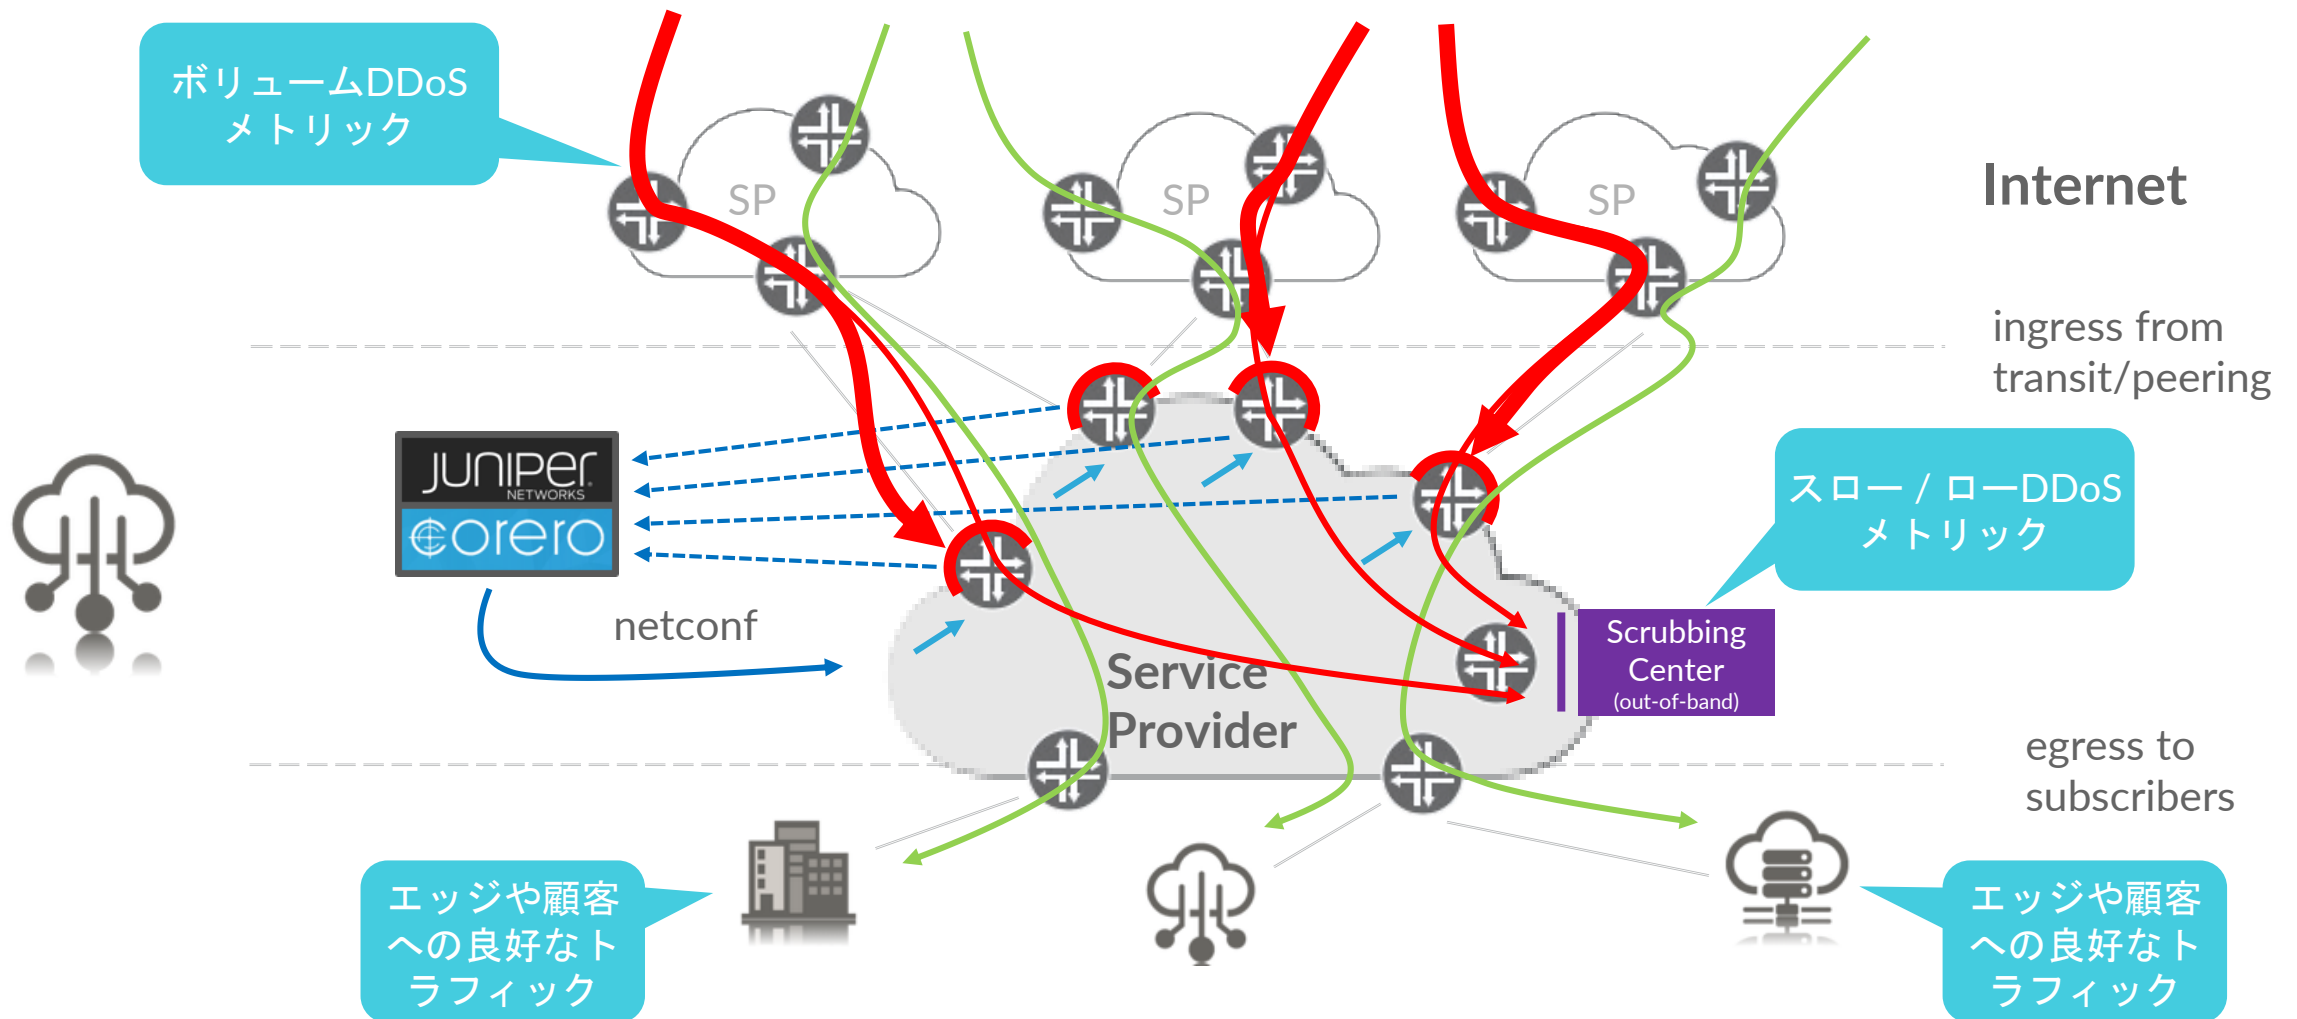 ボリュームDDoS
メトリック
SP
SP
SP
Internet
ingress from
transit/peering
JUNIPER
NETWORKS
corero
スロー / ローDDoS
メトリック
netconf
Scrubbing
Center
(out-of-band)
Service
Provider
egress to
subscribers
エッジや顧客
への良好なト
ラフィック
エッジや顧客
への良好なト
ラフィック